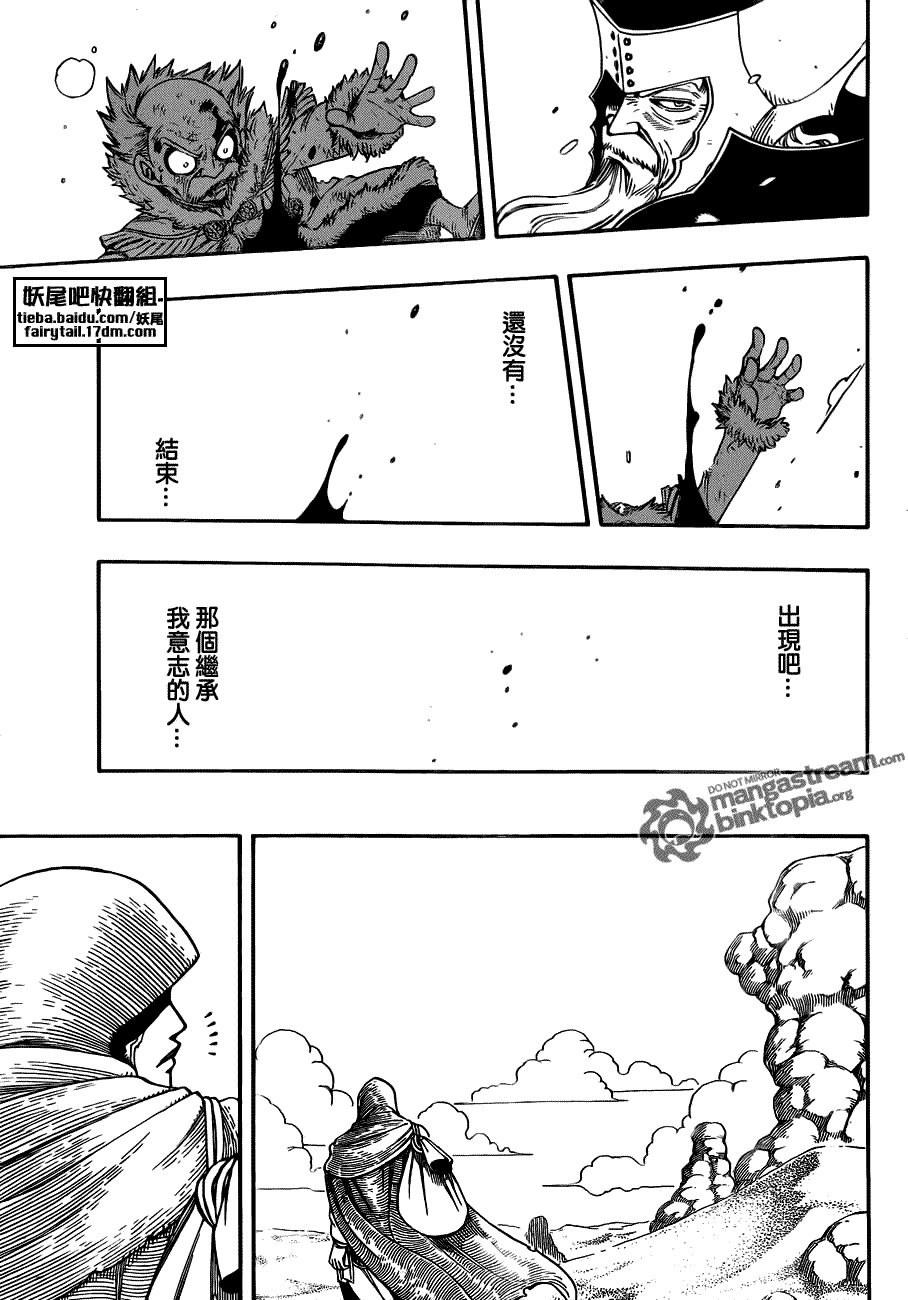 妖尾吧快翻組
tieba.baidu.com/妖尾
fairytail.17dm.com
還沒有…
結束…
出現吧…
那個繼承
我意志的人…
DO NOT MIRROR
mangastream.com
binktopia.org